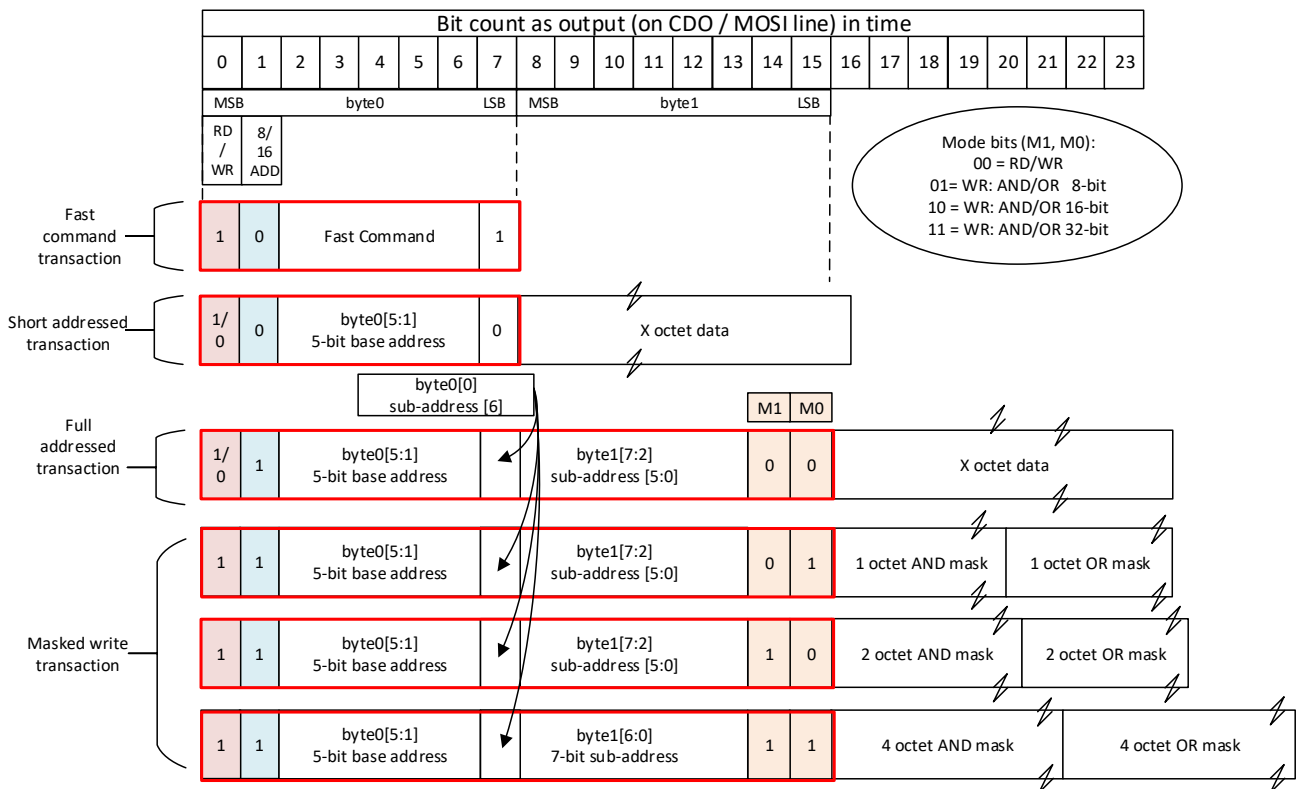 Bit count as output (on CDO / MOSI line) in time
0 1 2 3 4 5 6 7 8 9 10 11 12 13 14 15 16 17 18 19 20 21 22 23
MSB byte0 LSB MSB byte1 LSB
RD
/
WR
8/
16
ADD
Mode bits (M1, M0):
00 = RD/WR
01= WR: AND/OR 8-bit
10 = WR: AND/OR 16-bit
11 = WR: AND/OR 32-bit
Fast
command
transaction
1 0 Fast Command 1
Short addressed
transaction
1/
0
0
byte0[5:1]
5-bit base address
0
X octet data
byte0[0]
sub-address [6]
M1 M0
Full
addressed
transaction
1/
0
1
byte0[5:1]
5-bit base address
byte1[7:2]
sub-address [5:0]
0 0
X octet data
Masked write
transaction
1 1
byte0[5:1]
5-bit base address
byte1[7:2]
sub-address [5:0]
0 1
1 octet AND mask
1 octet OR mask
1 1
byte0[5:1]
5-bit base address
byte1[7:2]
sub-address [5:0]
1 0
2 octet AND mask
2 octet OR mask
1 1
byte0[5:1]
5-bit base address
byte1[6:0]
7-bit sub-address
1 1
4 octet AND mask
4 octet OR mask